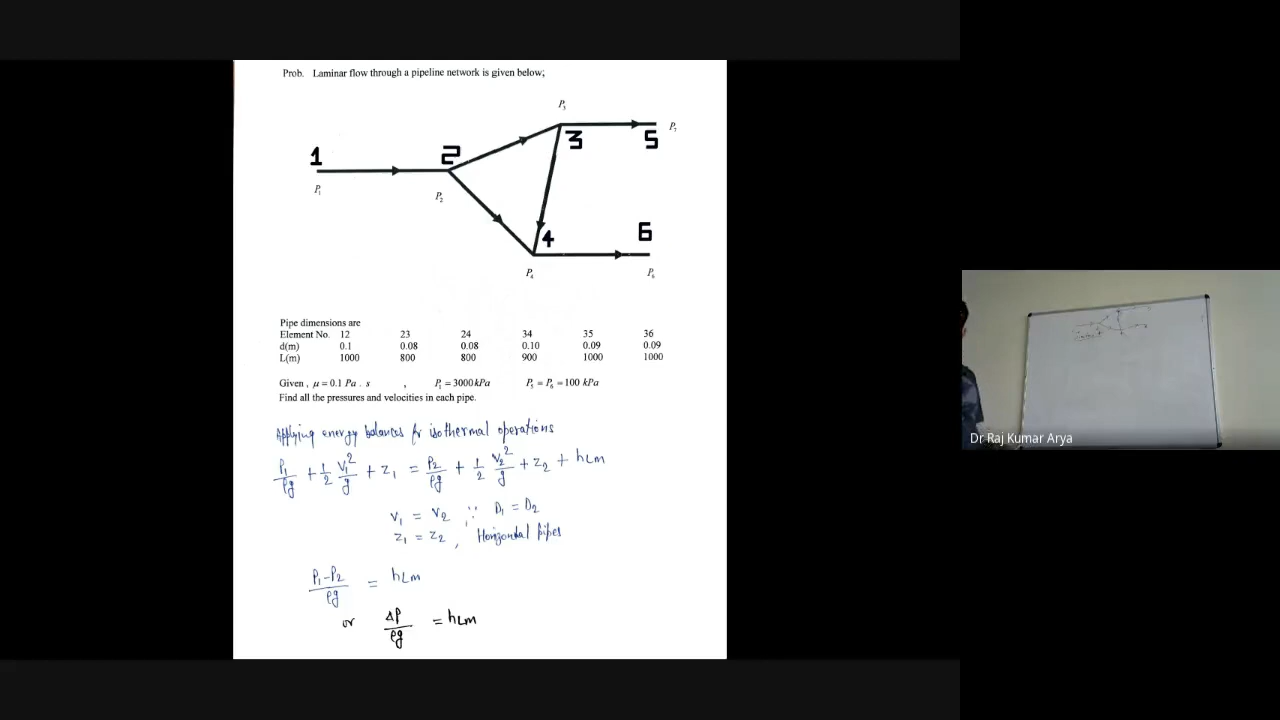 Prob. Laminar flow through a pipeline network is given below;
P₃
3 5 P₇
1 2
P₁ P₂
4 6
P₄ P₆
Pipe dimensions are
Element No. 12 23 24 34 35 36
d(m) 0.1 0.08 0.08 0.10 0.09 0.09
L(m) 1000 800 800 900 1000 1000
Given , μ = 0.1 Pa . s , P₁ = 3000 kPa P₅ = P₆ = 100 kPa
Find all the pressures and velocities in each pipe.
Applying energy balances for isothermal operations
P₁/ρg + 1/2 V₁²/g + z₁ = P₂/ρg + 1/2 V₂²/g + z₂ + hLm
V₁ = V₂ , ∵ D₁ = D₂
z₁ = z₂ , Horizondal pipes
P₁-P₂/ρg = hLm
or ΔP/ρg = hLm
Dr Raj Kumar Arya